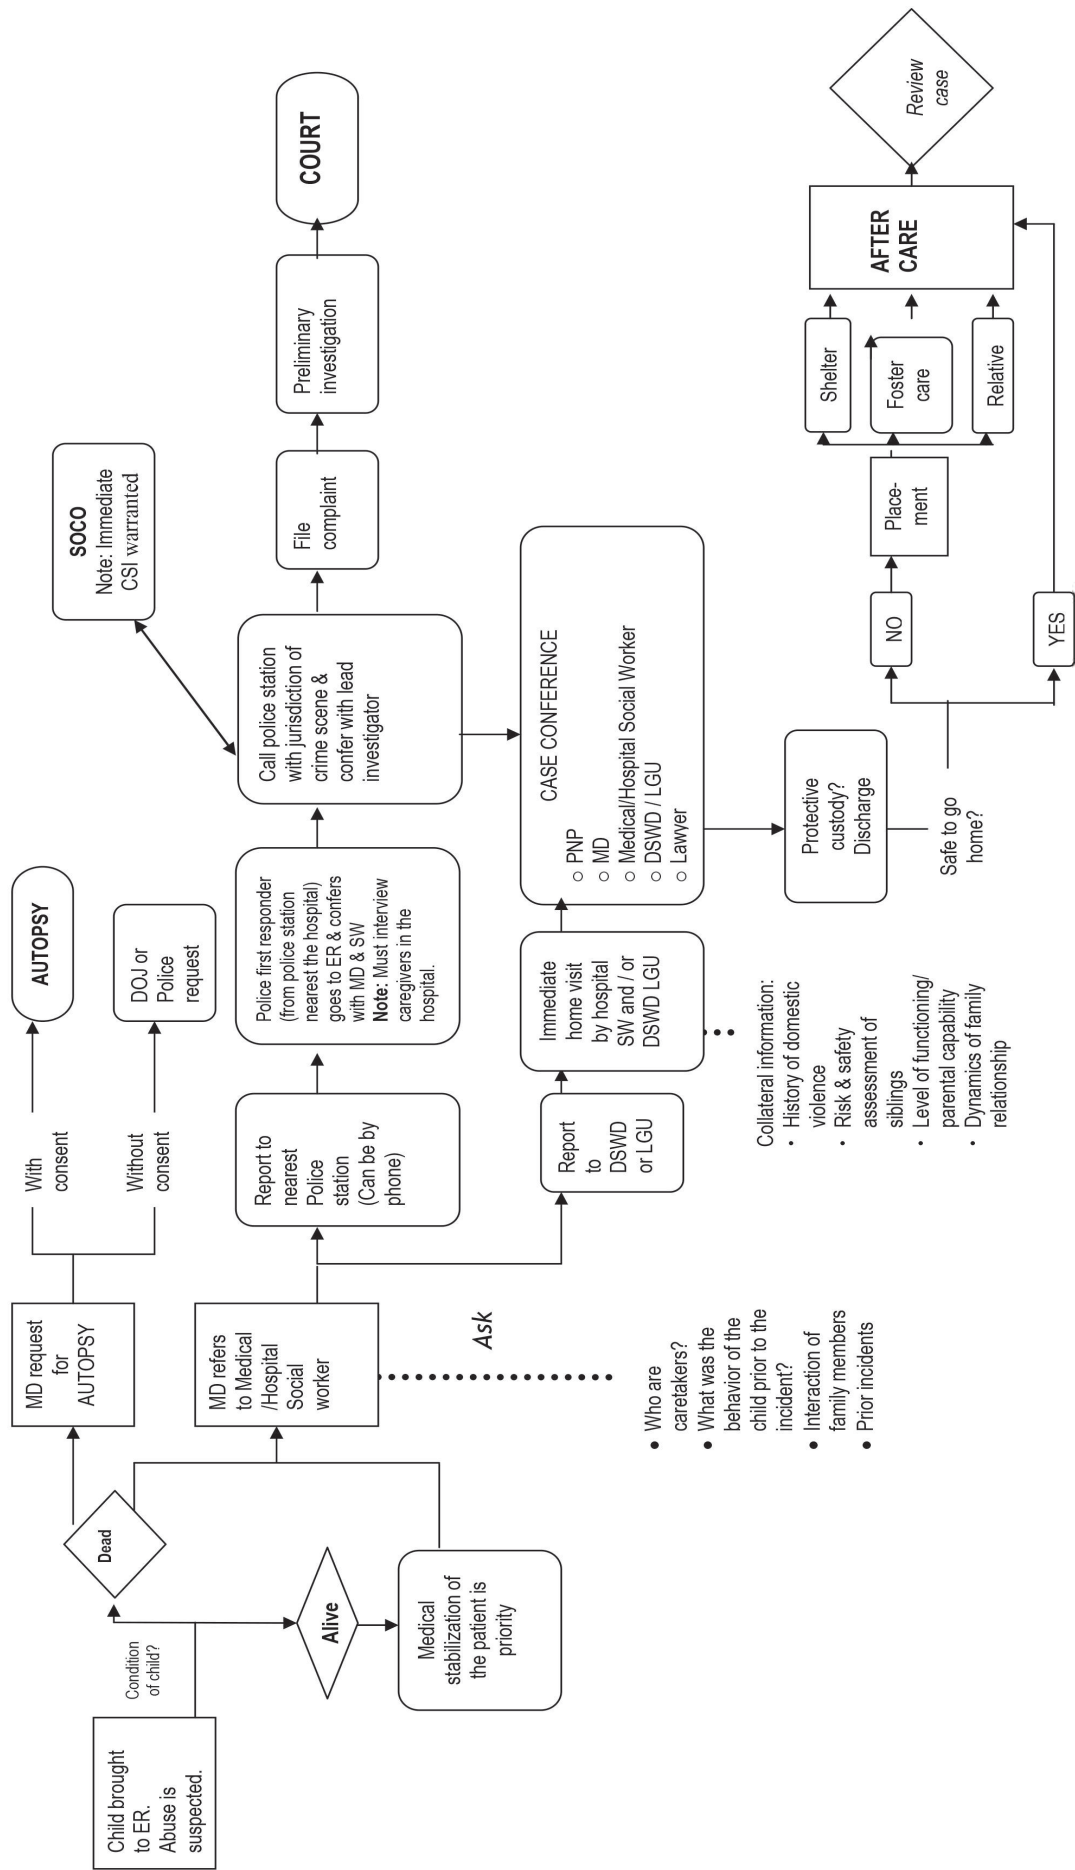 Child brought
to ER.
Abuse is
suspected.
Condition
of child?
Dead
Alive
Medical
stabilization of
the patient is
priority
MD request
for
AUTOPSY
With
consent
Without
consent
AUTOPSY
DOJ or
Police
request
MD refers
to Medical
/Hospital
Social
worker
Ask
● Who are
caretakers?
● What was the
behavior of the
child prior to the
incident?
● Interaction of
family members
● Prior incidents
Report to
nearest
Police
station
(Can be by
phone)
Police first responder
(from police station
nearest the hospital)
goes to ER & confers
with MD & SW
Note: Must interview
caregivers in the
hospital.
Call police station
with jurisdiction of
crime scene &
confer with lead
investigator
SOCO
Note: Immediate
CSI warranted
File
complaint
Preliminary
investigation
COURT
Report
to
DSWD
or LGU
Immediate
home visit
by hospital
SW and / or
DSWD LGU
Collateral information:
• History of domestic
violence
• Risk & safety
assessment of
siblings
• Level of functioning/
parental capability
• Dynamics of family
relationship
CASE CONFERENCE
○ PNP
○ MD
○ Medical/Hospital Social Worker
○ DSWD / LGU
○ Lawyer
Protective
custody?
Discharge
Safe to go
home?
NO
YES
Place-
ment
Shelter
Foster
care
Relative
AFTER
CARE
Review
case